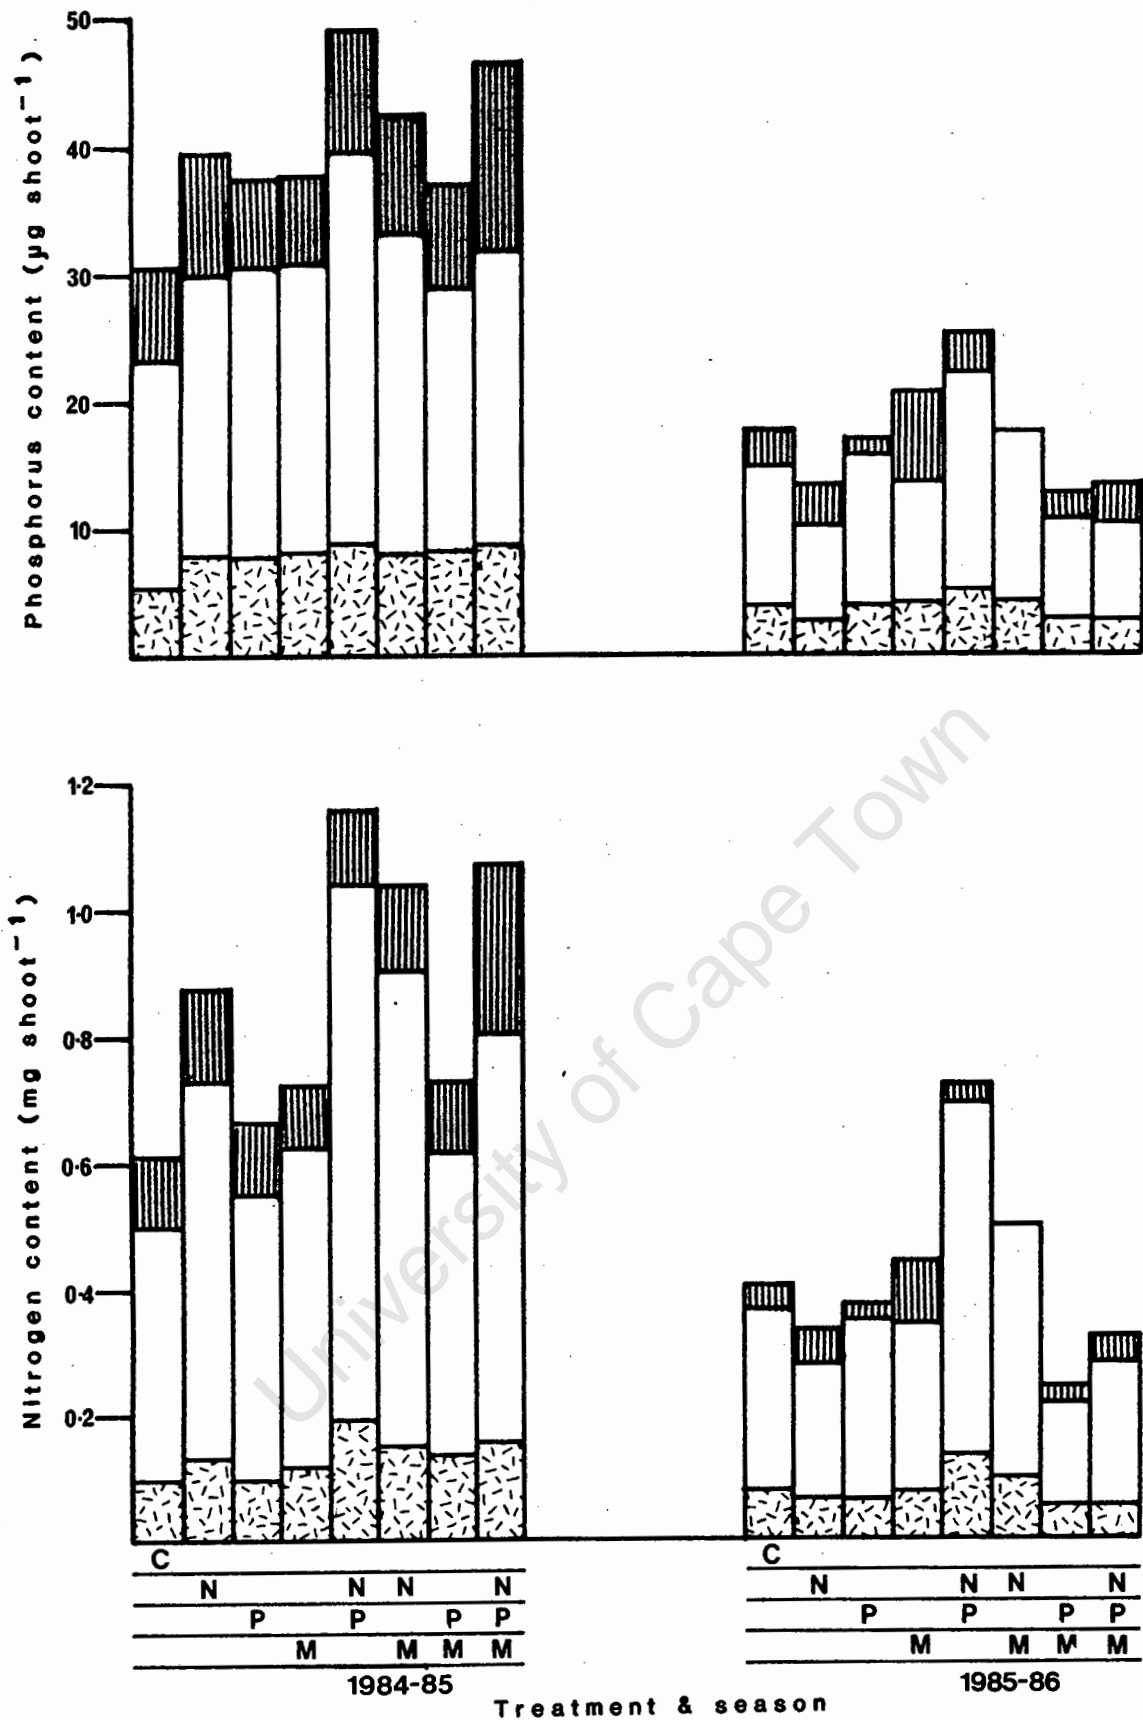 50
40
30
20
10
Phosphorus content (µg shoot⁻¹).
1·2
1·0
0·8
0·6
0·4
0·2
Nitrogen content (mg shoot⁻¹)
University of Cape Town
C C
N N N N N N N N
P P P P P P P P
M M M M M M M M
1984-85 1985-86
Treatment & season